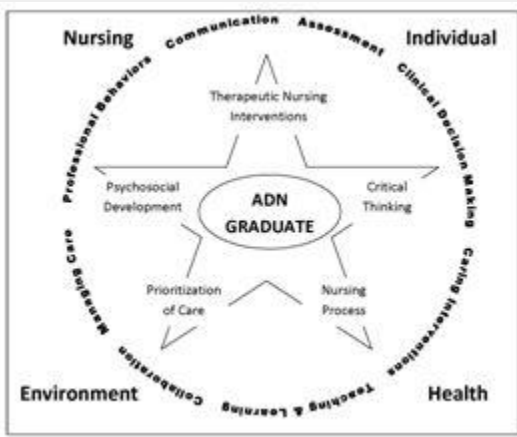 Nursing
Individual
Professional Behaviors
Communication
Assessment
Clinical Decision Making
Caring Interventions
Teaching & Learning
Collaboration
Managing Care
Therapeutic Nursing
Interventions
Psychosocial
Development
ADN
GRADUATE
Critical
Thinking
Prioritization
of Care
Nursing
Process
Environment
Health